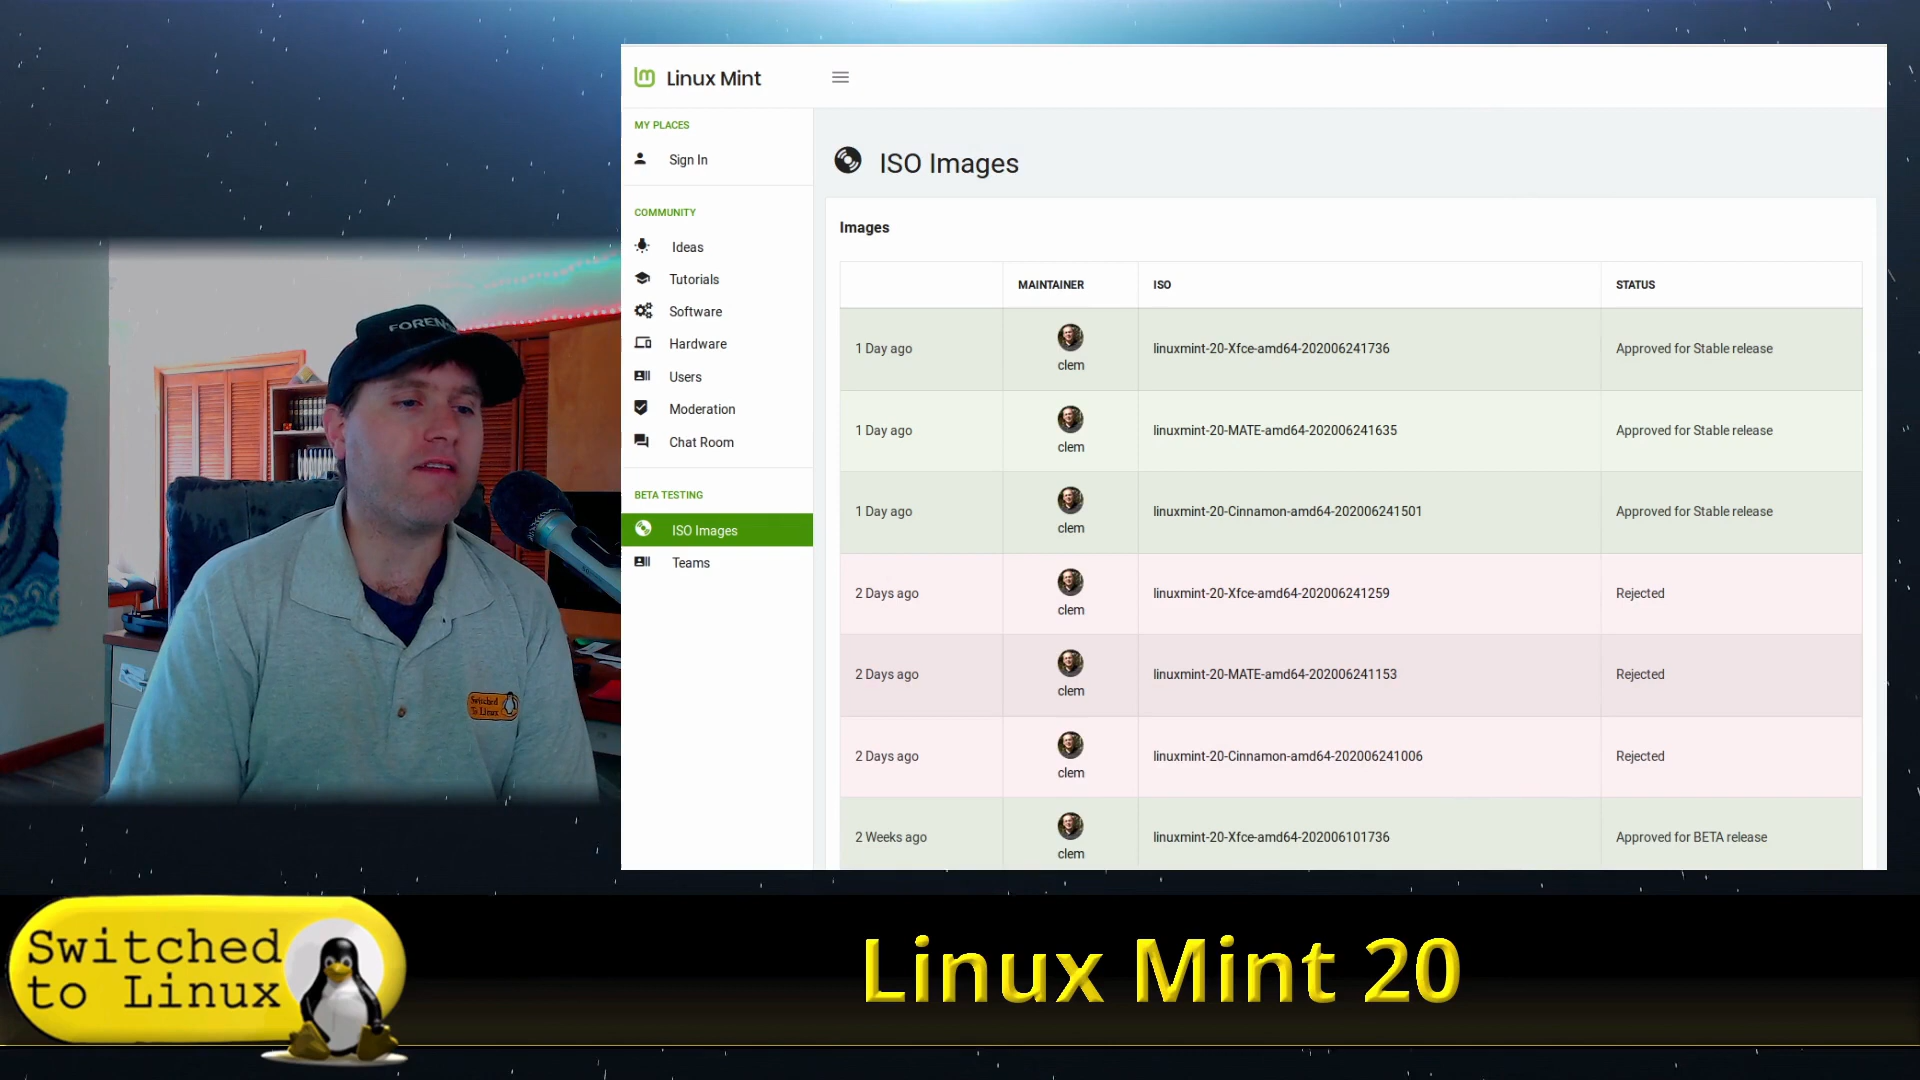 Linux Mint
MY PLACES
Sign In
COMMUNITY
Ideas
Tutorials
Software
Hardware
Users
Moderation
Chat Room
BETA TESTING
ISO Images
Teams
ISO Images
Images
MAINTAINER ISO STATUS
1 Day ago clem linuxmint-20-Xfce-amd64-202006241736 Approved for Stable release
1 Day ago clem linuxmint-20-MATE-amd64-202006241635 Approved for Stable release
1 Day ago clem linuxmint-20-Cinnamon-amd64-202006241501 Approved for Stable release
2 Days ago clem linuxmint-20-Xfce-amd64-202006241259 Rejected
2 Days ago clem linuxmint-20-MATE-amd64-202006241153 Rejected
2 Days ago clem linuxmint-20-Cinnamon-amd64-202006241006 Rejected
2 Weeks ago clem linuxmint-20-Xfce-amd64-202006101736 Approved for BETA release
Switched
To Linux
Switched
to Linux
Linux Mint 20